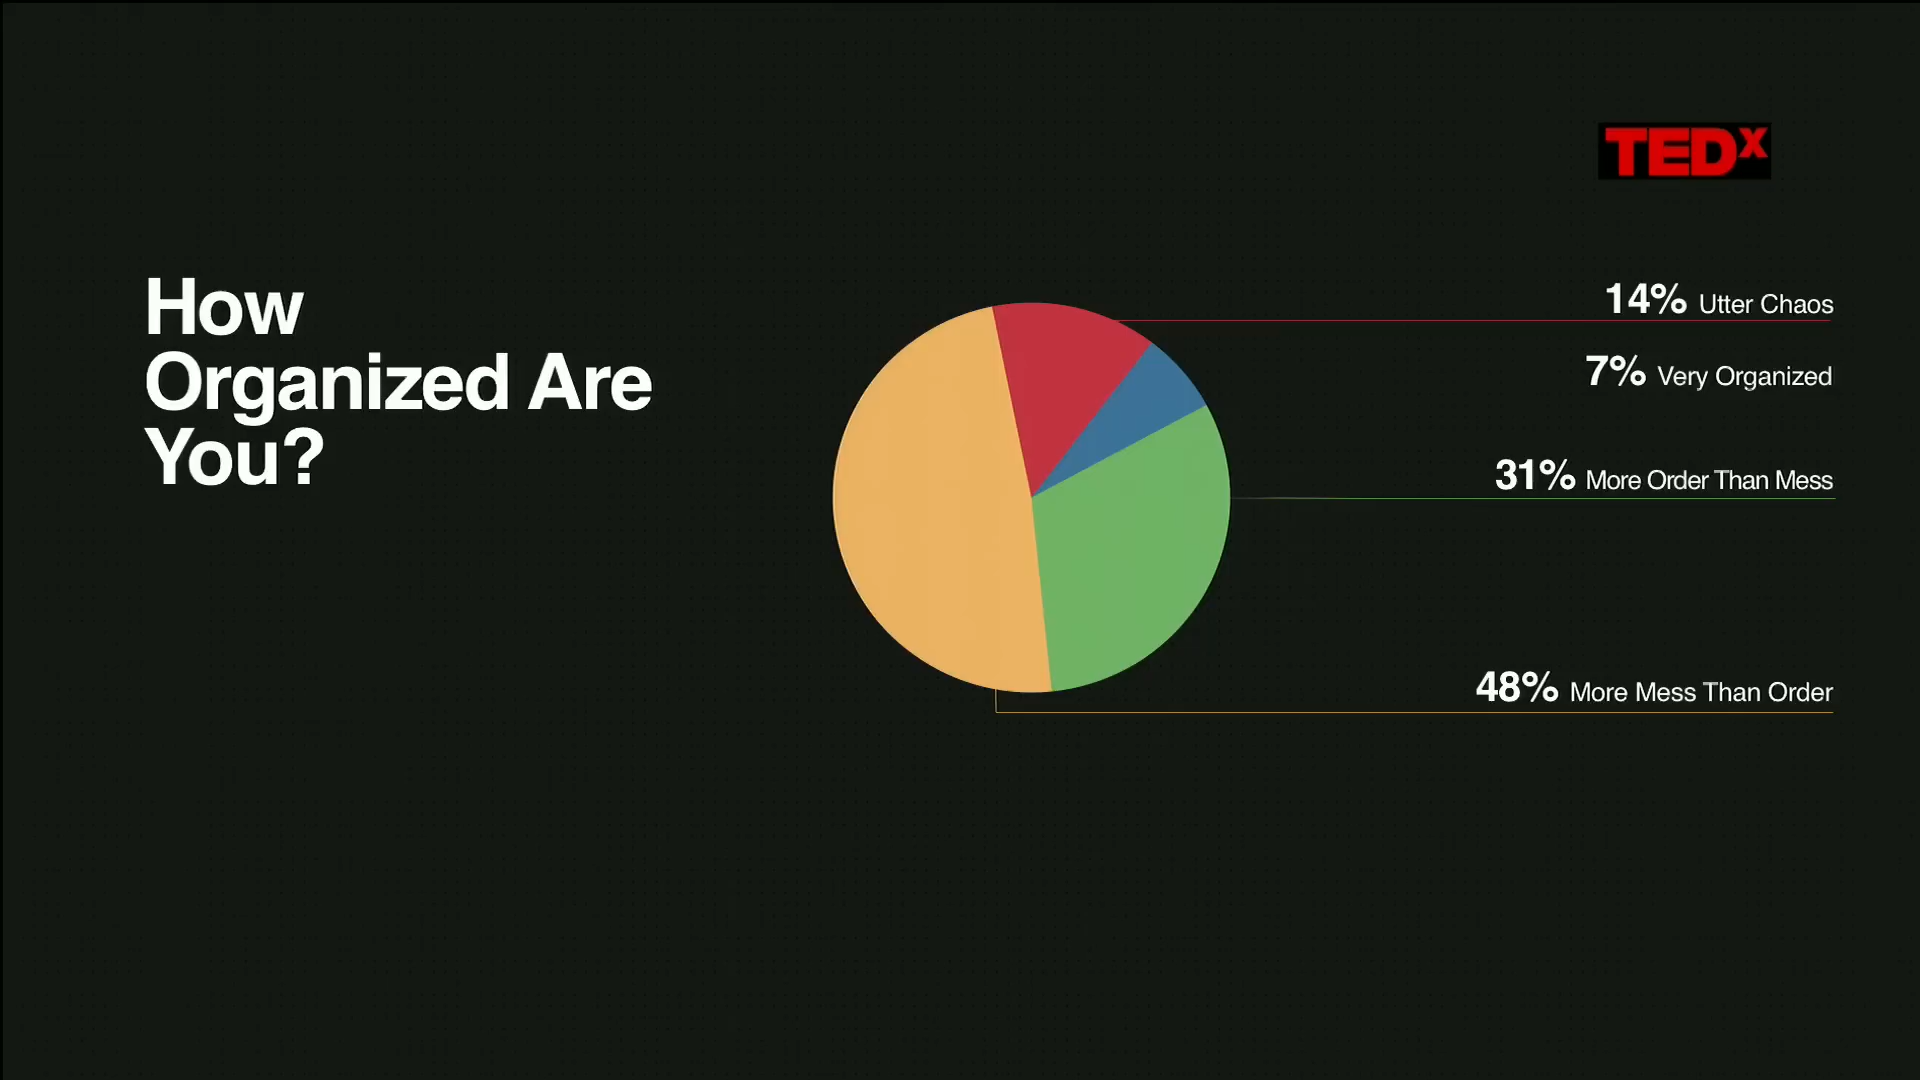 TEDx
How
Organized Are
You?
14% Utter Chaos
7% Very Organized
31% More Order Than Mess
48% More Mess Than Order